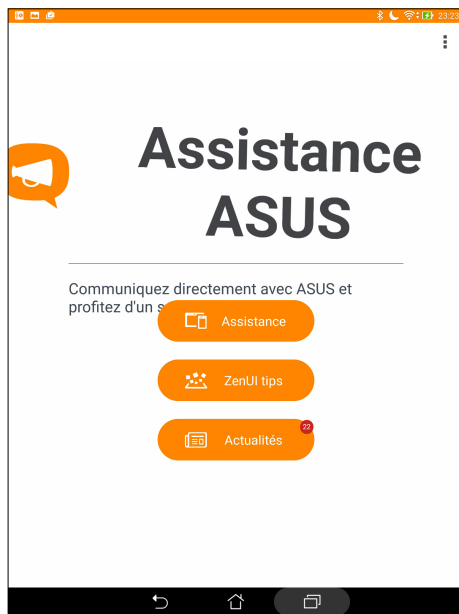 23:23
Assistance
ASUS
Communiquez directement avec ASUS et
profitez d'un s
Assistance
ZenUI tips
22
Actualités